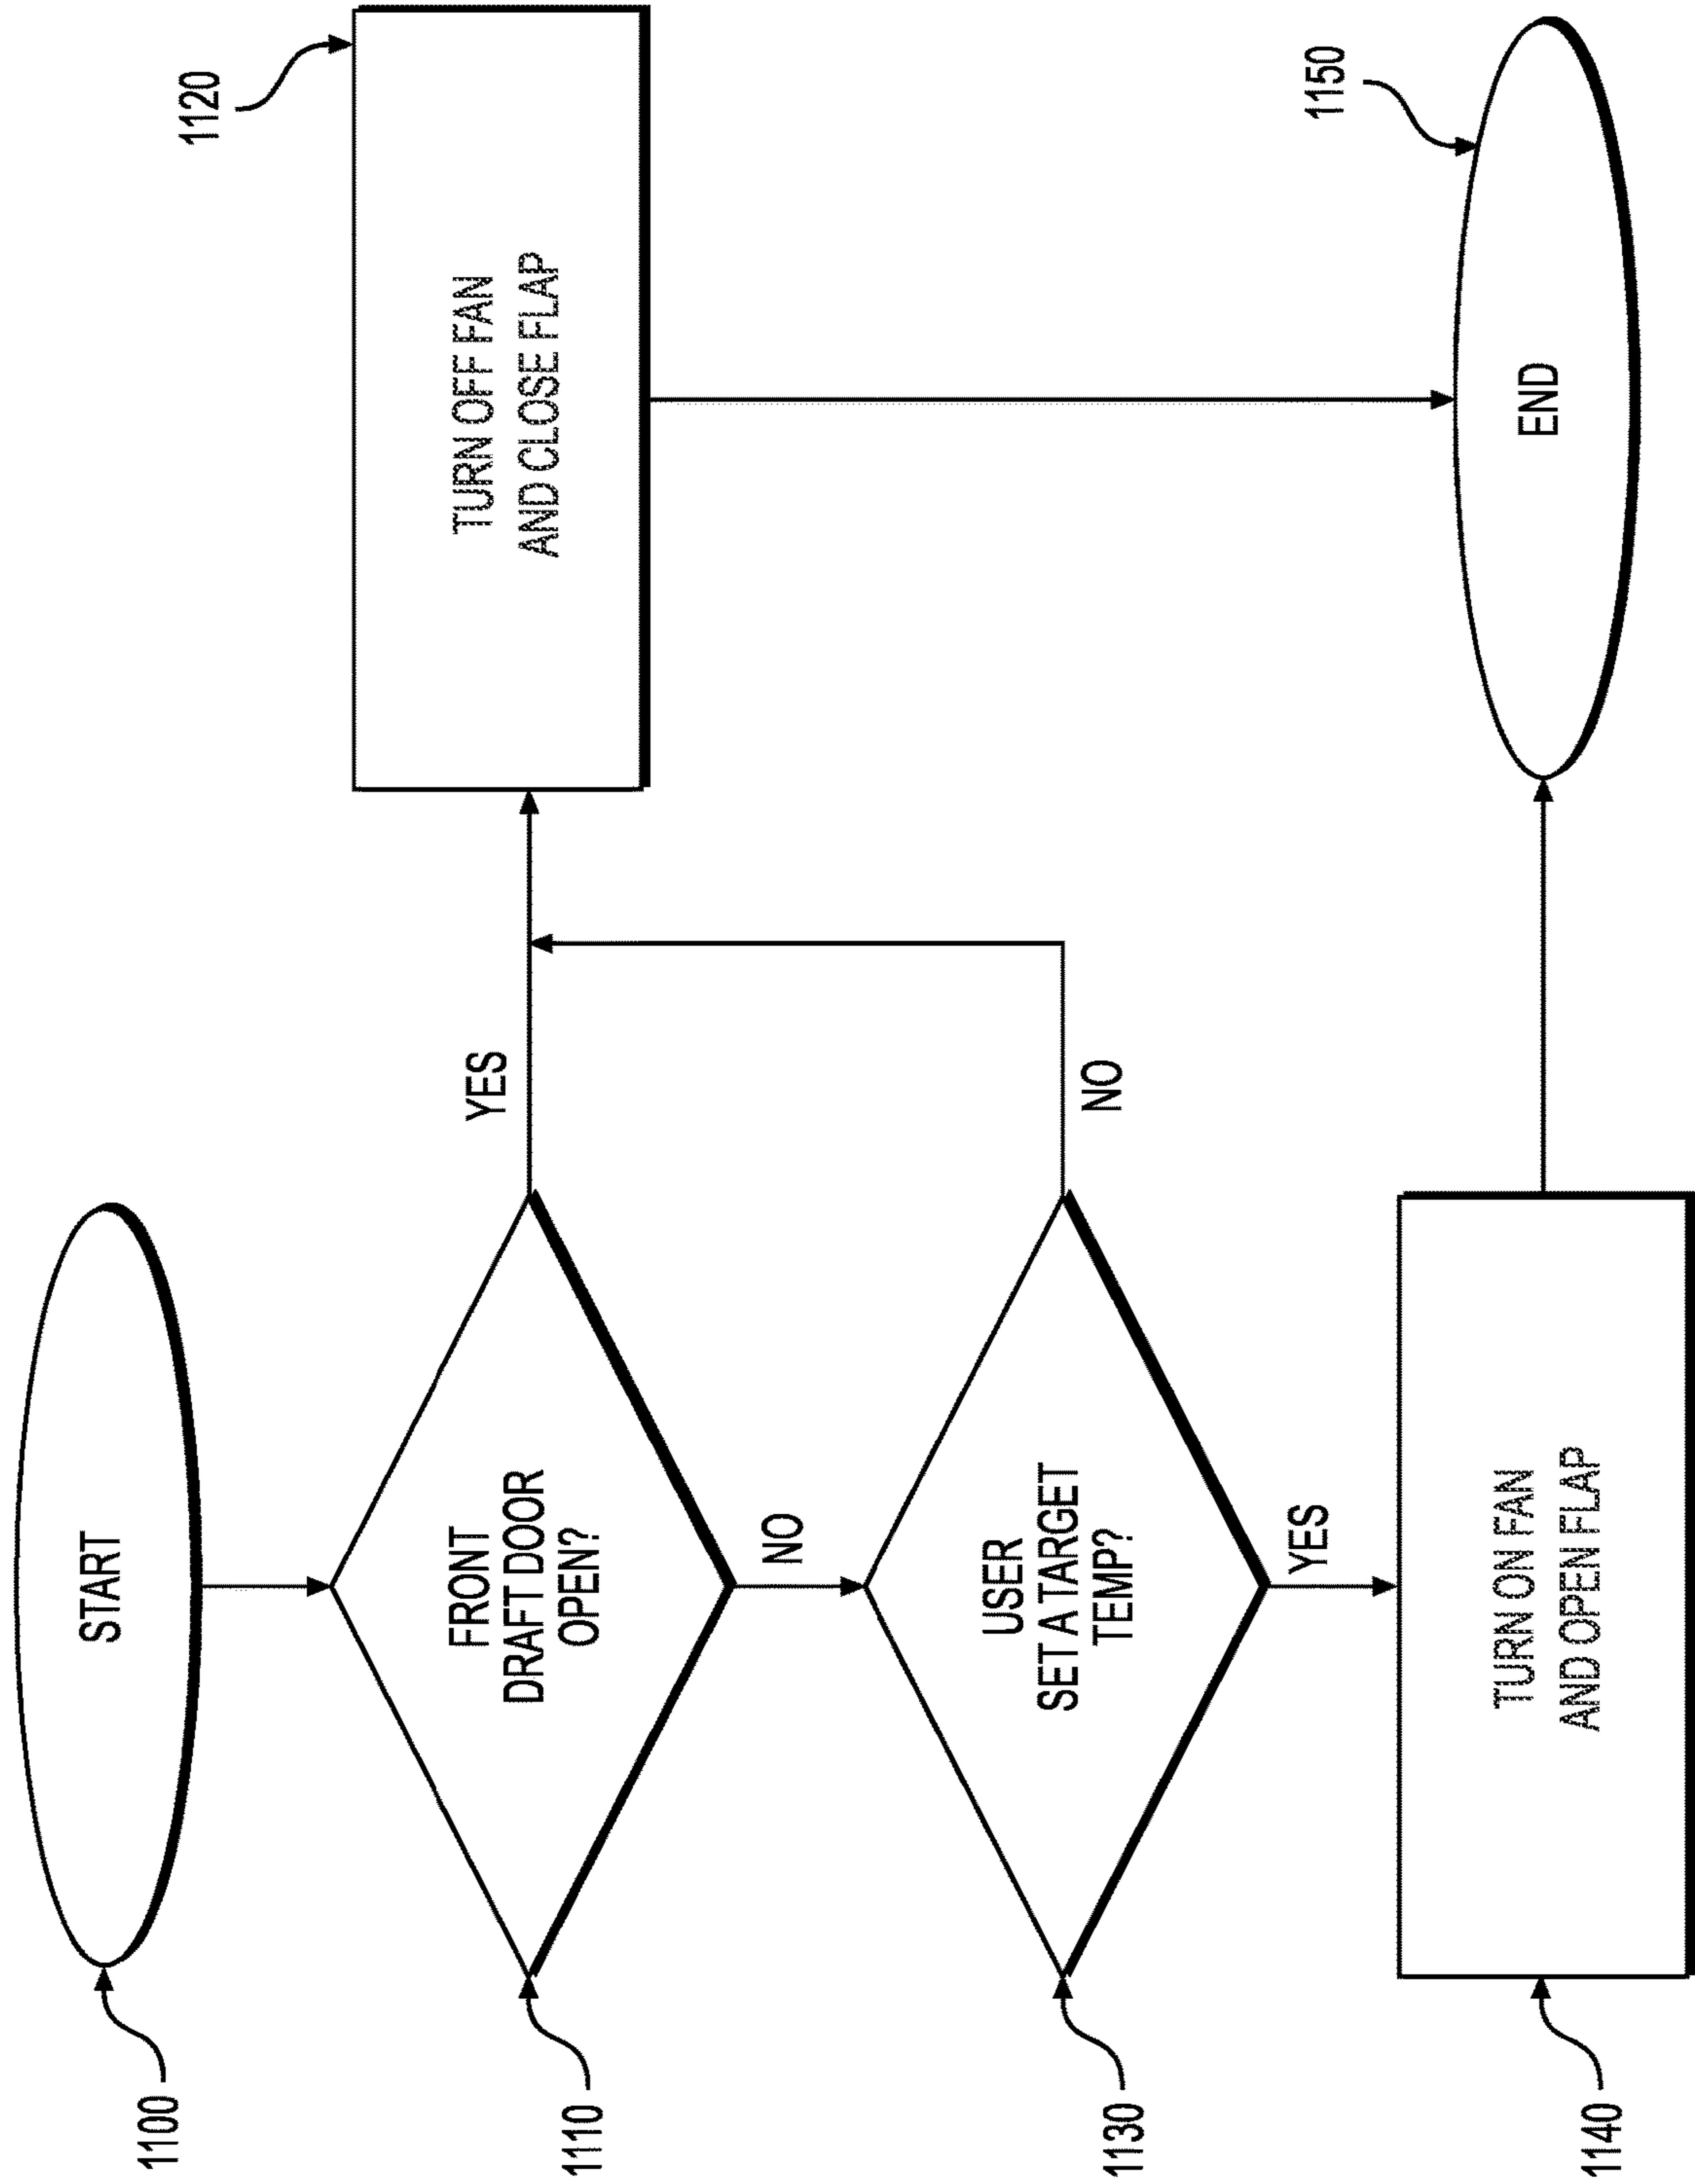 1100
START
1110
FRONT
DRAFT DOOR
OPEN?
YES
1120
TURN OFF FAN
AND CLOSE FLAP
NO
1130
USER
SET A TARGET
TEMP?
NO
YES
1140
TURN ON FAN
AND OPEN FLAP
1150
END